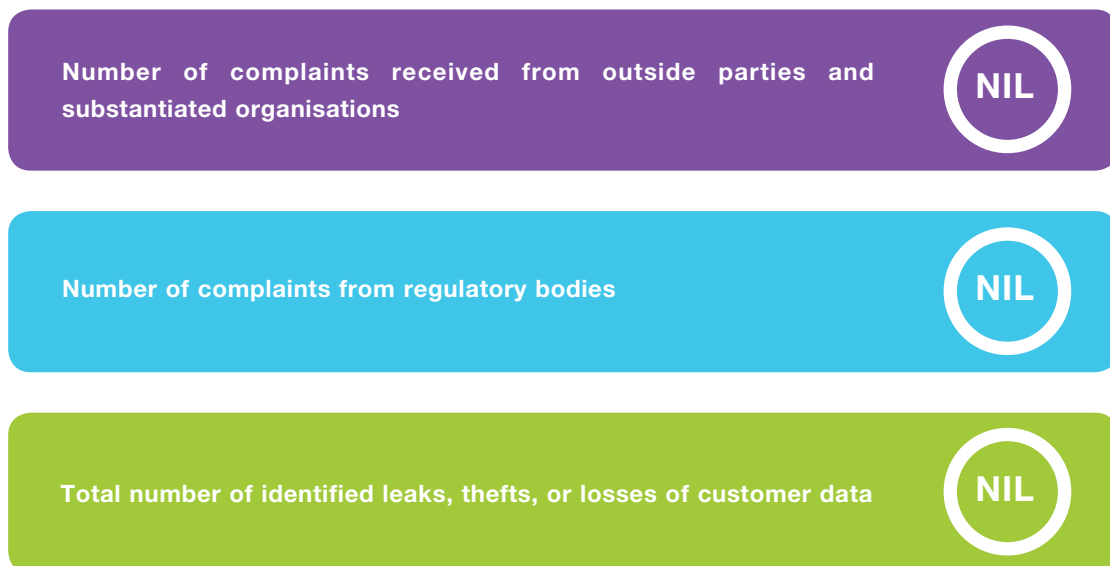 Number of complaints received from outside parties and
substantiated organisations
NIL
Number of complaints from regulatory bodies
NIL
Total number of identified leaks, thefts, or losses of customer data
NIL